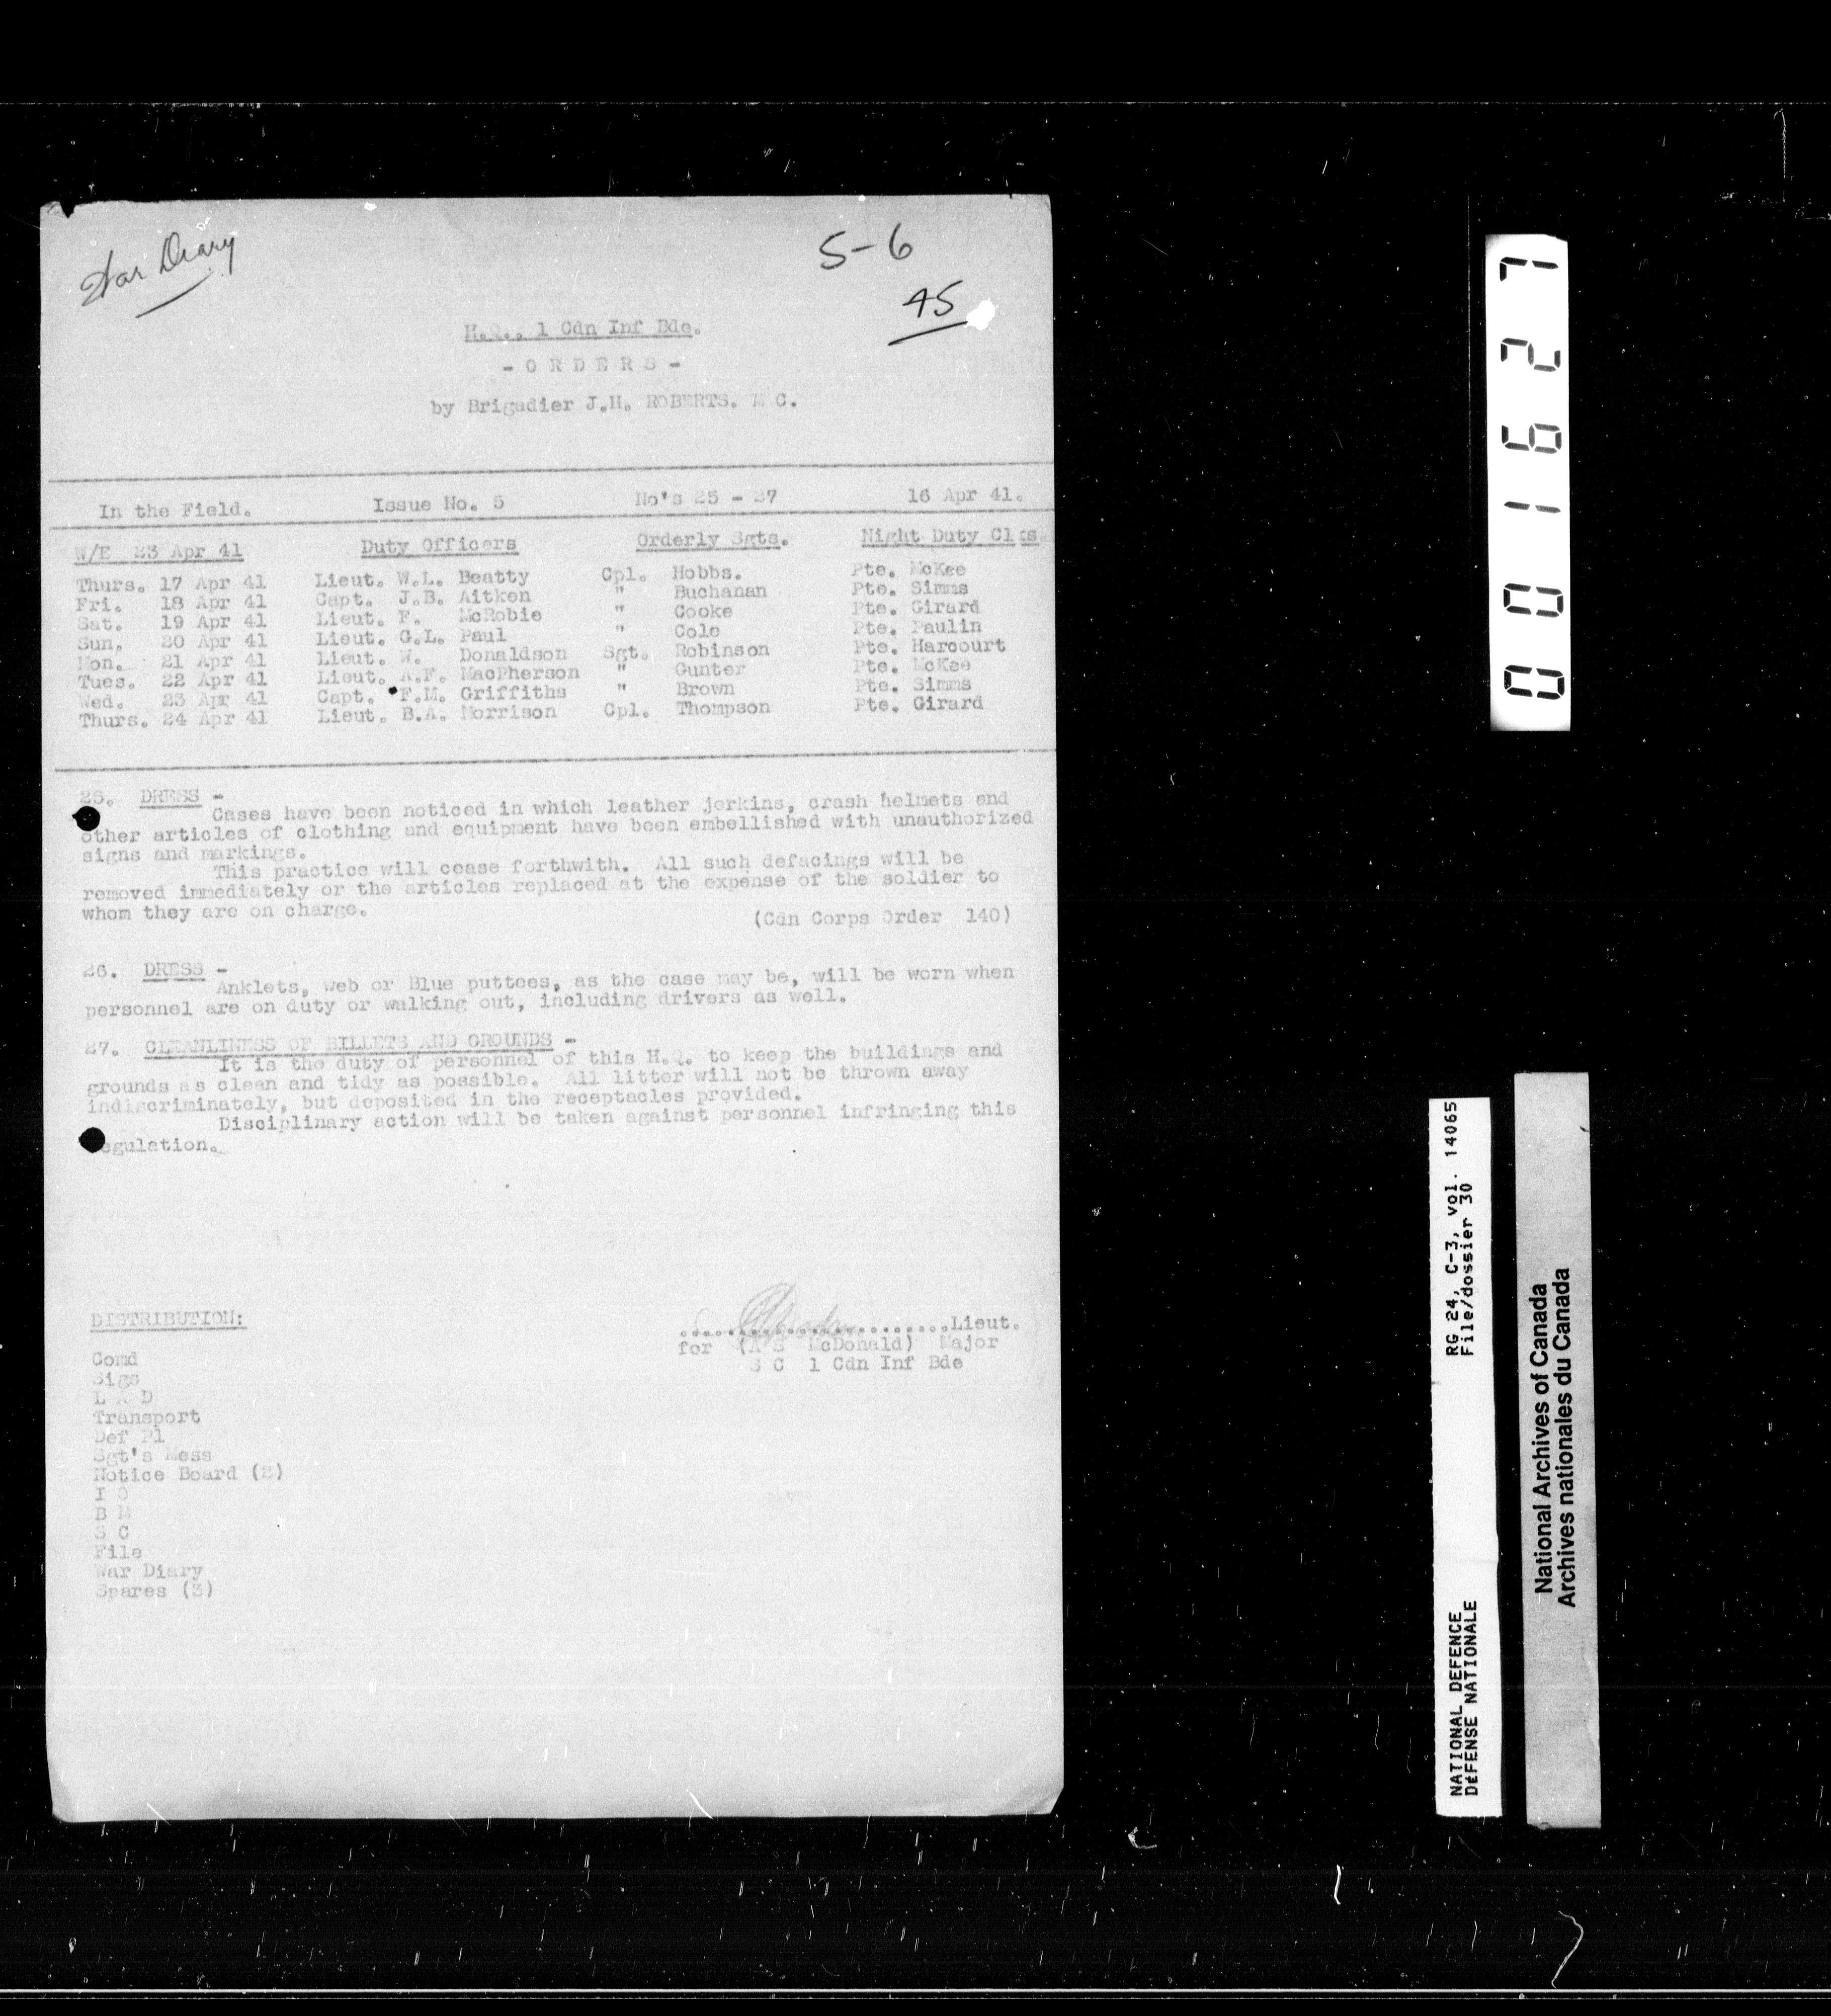 War Diary
5-6
45
H.Q., 1 Cdn Inf Bde.
- O R D E R S -
by Brigadier J.H. ROBERTS. M C.
In the Field. Issue No. 5 No's 25 - 27 16 Apr 41.
W/E 23 Apr 41 Duty Officers Orderly Sgts. Night Duty Clks
Thurs. 17 Apr 41 Lieut. W.L. Beatty Cpl. Hobbs. Pte. McKee
Fri. 18 Apr 41 Capt. J.B. Aitken " Buchanan Pte. Simms
Sat. 19 Apr 41 Lieut. F. McRobie " Cooke Pte. Girard
Sun. 20 Apr 41 Lieut. G.L. Paul " Cole Pte. Paulin
Mon. 21 Apr 41 Lieut. W. Donaldson Sgt. Robinson Pte. Harcourt
Tues. 22 Apr 41 Lieut. A.F. MacPherson " Gunter Pte. McKee
Wed. 23 Apr 41 Capt. F.M. Griffiths " Brown Pte. Simms
Thurs. 24 Apr 41 Lieut. B.A. Morrison Cpl. Thompson Pte. Girard
25. DRESS -
Cases have been noticed in which leather jerkins, crash helmets and
other articles of clothing and equipment have been embellished with unauthorized
signs and markings.
This practice will cease forthwith. All such defacings will be
removed immediately or the articles replaced at the expense of the soldier to
whom they are on charge.
(Cdn Corps Order 140)
26. DRESS -
Anklets, web or Blue puttees, as the case may be, will be worn when
personnel are on duty or walking out, including drivers as well.
27. CLEANLINESS OF BILLETS AND GROUNDS -
It is the duty of personnel of this H.Q. to keep the buildings and
grounds as clean and tidy as possible. All litter will not be thrown away
indiscriminately, but deposited in the receptacles provided.
Disciplinary action will be taken against personnel infringing this
egulation.
DISTRIBUTION:
....................Lieut.
for (A S McDonald) Major
S C 1 Cdn Inf Bde
Comd
Sigs
L A D
Transport
Def Pl
Sgt's Mess
Notice Board (2)
I O
B M
S C
File
War Diary
Spares (3)
001627
RG 24, C-3, vol. 14065
File/dossier 30
NATIONAL DEFENCE
DÉFENSE NATIONALE
National Archives of Canada
Archives nationales du Canada